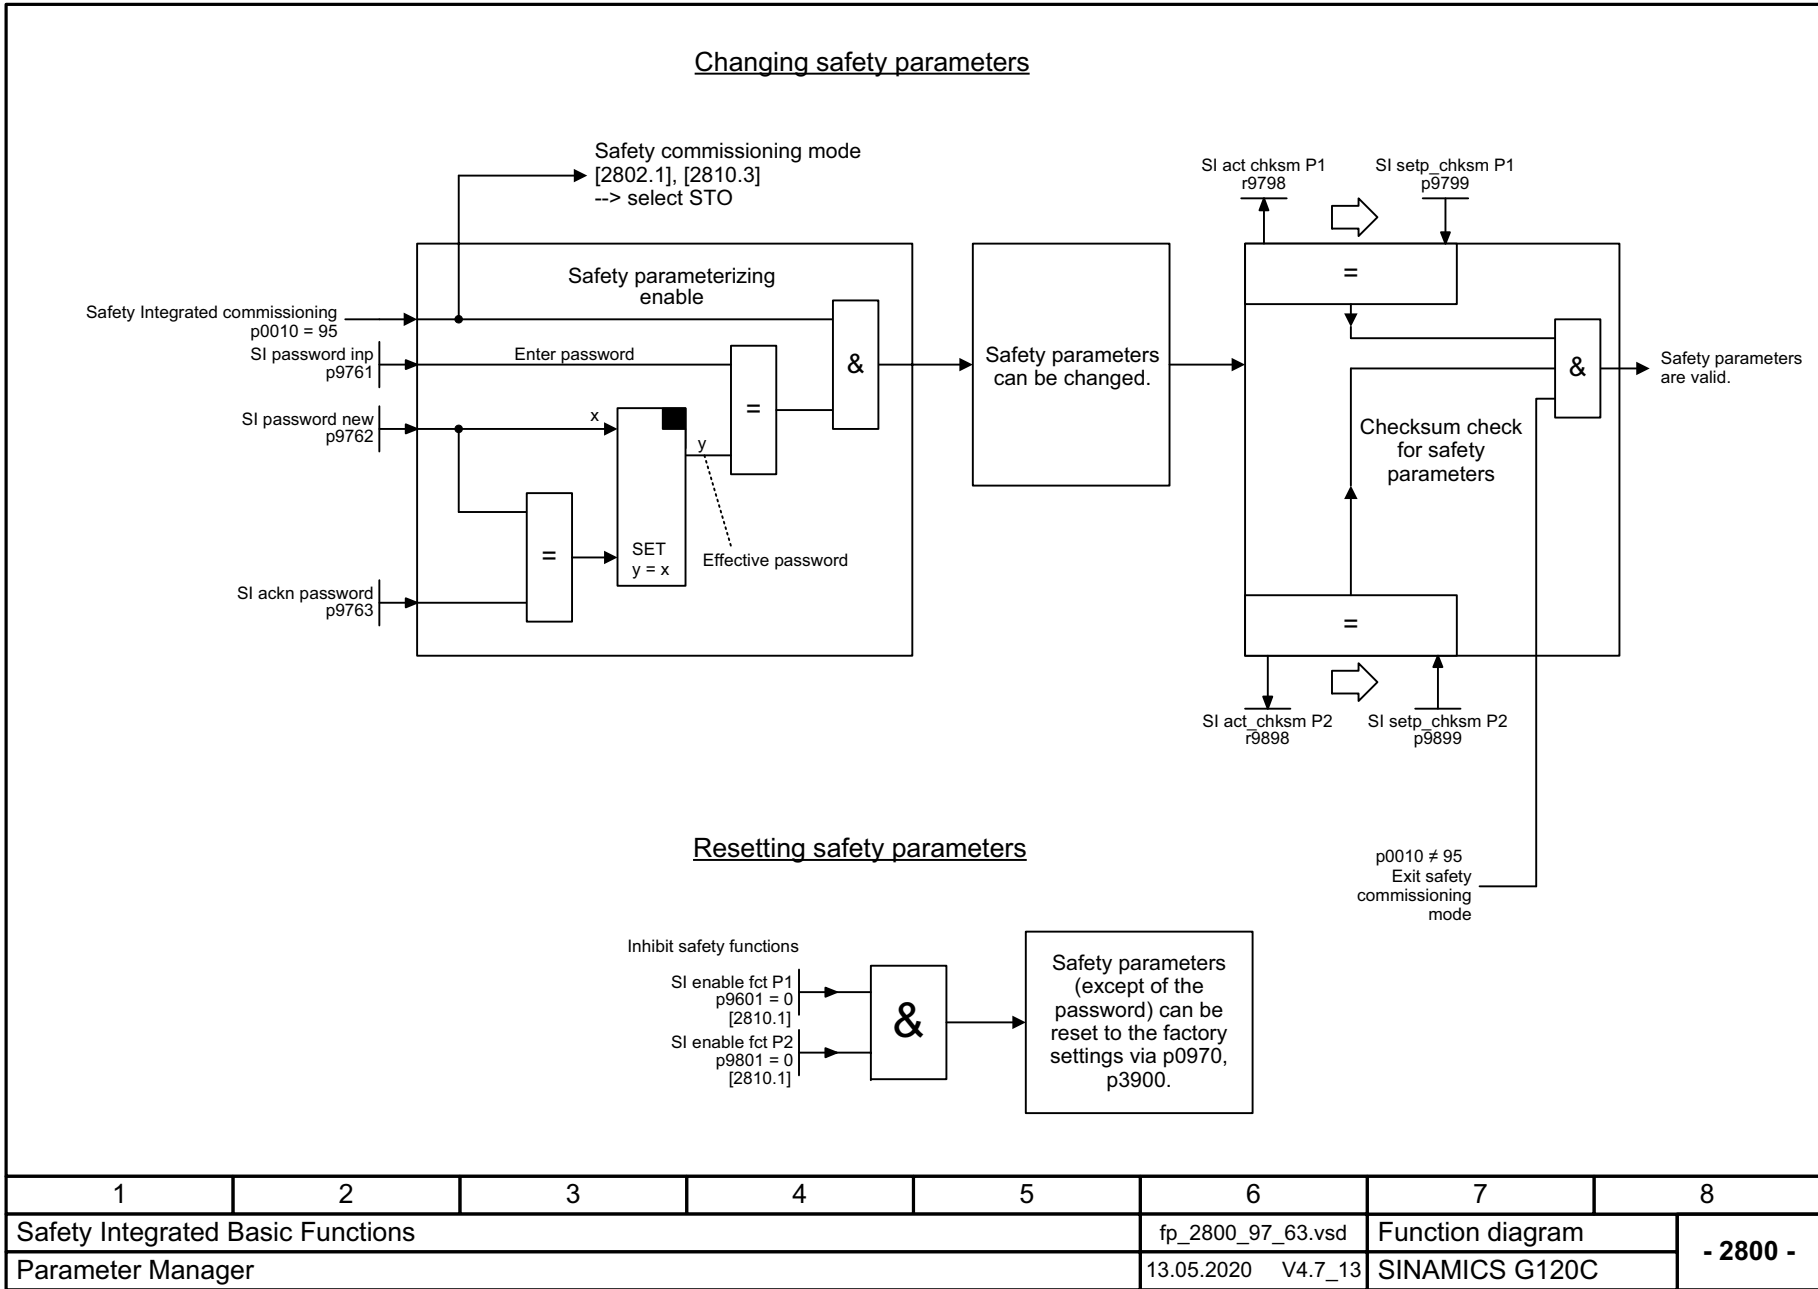 Changing safety parameters
Safety commissioning mode
[2802.1], [2810.3]
--> select STO
Safety parameterizing
enable
Safety Integrated commissioning
p0010 = 95
SI password inp
p9761
Enter password
SI password new
p9762
x
y
=
&
=
SET
y = x
Effective password
SI ackn password
p9763
Safety parameters
can be changed.
SI act chksm P1
r9798
SI setp_chksm P1
p9799
=
&
Safety parameters
are valid.
Checksum check
for safety
parameters
=
SI act_chksm P2
r9898
SI setp_chksm P2
p9899
p0010 ≠ 95
Exit safety
commissioning
mode
Resetting safety parameters
Inhibit safety functions
SI enable fct P1
p9601 = 0
[2810.1]
SI enable fct P2
p9801 = 0
[2810.1]
&
Safety parameters
(except of the
password) can be
reset to the factory
settings via p0970,
p3900.
1 2 3 4 5 6 7 8
Safety Integrated Basic Functions fp_2800_97_63.vsd Function diagram
- 2800 -
Parameter Manager 13.05.2020 V4.7_13 SINAMICS G120C